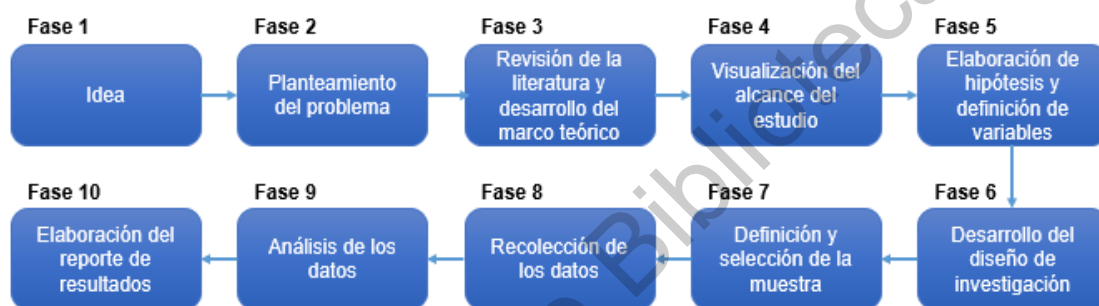 Fase 1
Fase 2
Fase 3
Fase 4
Fase 5
Idea
Planteamiento
del problema
Revisión de la
literatura y
desarrollo del
marco teórico
Visualización del
alcance del
estudio
Elaboración de
hipótesis y
definición de
variables
Fase 10
Fase 9
Fase 8
Fase 7
Fase 6
Elaboración del
reporte de
resultados
Análisis de los
datos
Recolección de
los datos
Definición y
selección de la
muestra
Desarrollo del
diseño de
investigación
Biblioteca